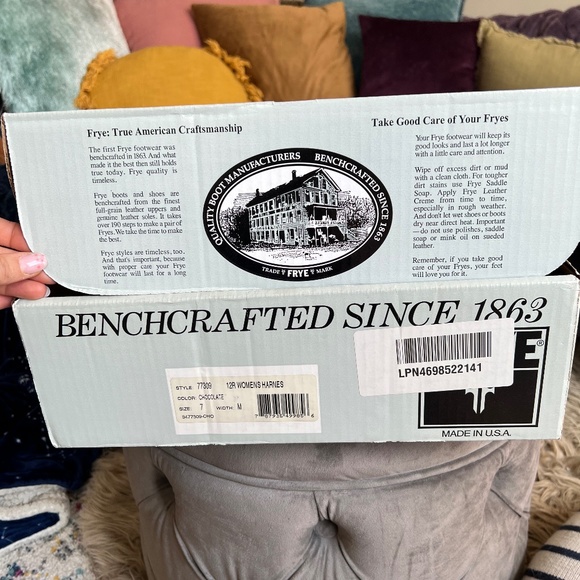 Frye: True American Craftsmanship
The first Frye footwear was
benchcrafted in 1863. And what
made it the best then still holds
true today. Frye quality is
timeless.
Frye boots and shoes are
benchcrafted from the finest
full-grain leather uppers and
genuine leather soles. It takes
over 190 steps to make a pair of
Fryes. We take the time to make
the best.
Frye styles are timeless, too.
And that's important, because
with proper care your Frye
footwear will last for a long
time.
QUALITY BOOT MANUFACTURERS BENCHCRAFTED SINCE 1863
TRADE FRYE MARK
Take Good Care of Your Fryes
Your Frye footwear will keep its
good looks and last a lot longer
with a little care and attention.
Wipe off excess dirt or mud
with a clean cloth. For tougher
dirt stains use Frye Saddle
Soap. Apply Frye Leather
Creme from time to time,
especially in rough weather.
And don't let wet shoes or boots
dry near direct heat. Important
—do not use polishes, saddle
soap or mink oil on sueded
leather.
Remember, if you take good
care of your Fryes, your feet
will love you for it.
BENCHCRAFTED SINCE 1863
STYLE: 77309 12R WOMENS HARNES
COLOR: CHOCOLATE
SIZE: 7 WIDTH: M
3477309-CHO
LPN4698522141
E®
MADE IN U.S.A.